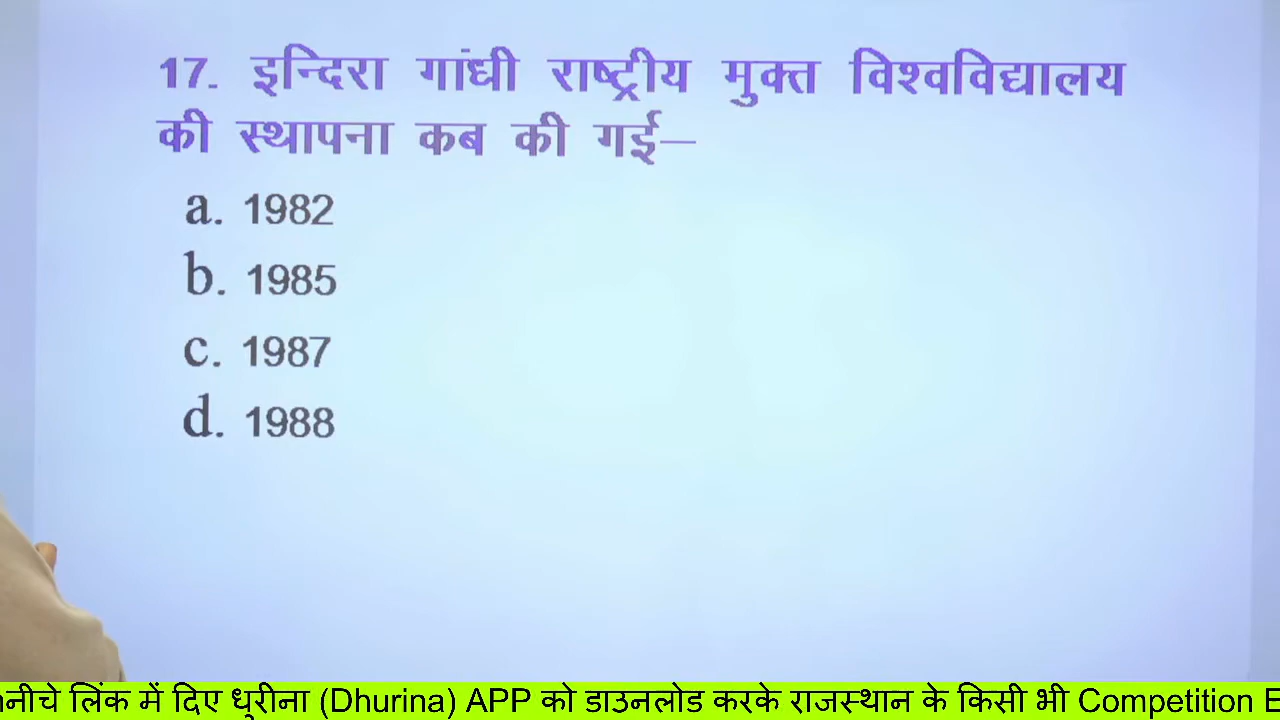 17. इन्दिरा गांधी राष्ट्रीय मुक्त विश्वविद्यालय
की स्थापना कब की गई–
a. 1982
b. 1985
c. 1987
d. 1988
नीचे लिंक में दिए धुरीना (Dhurina) APP को डाउनलोड करके राजस्थान के किसी भी Competition